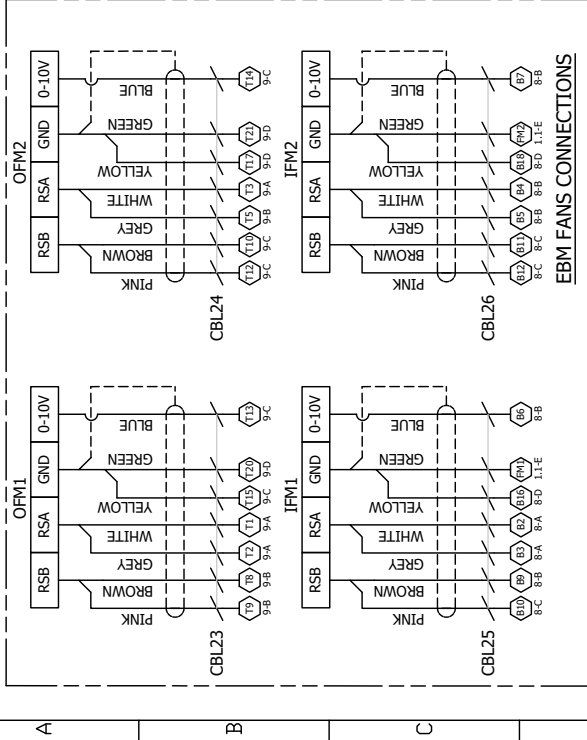 OFM1
RSB RSA GND 0-10V
PINK BROWN GREY WHITE YELLOW GREEN BLUE
CBL23
T9 T8 T2 T1 T15 T20 T13
9-B 9-B 9-A 9-A 9-C 9-D 9-C
OFM2
RSB RSA GND 0-10V
PINK BROWN GREY WHITE YELLOW GREEN BLUE
CBL24
T12 T10 T5 T3 T17 T21 T14
9-C 9-C 9-B 9-A 9-D 9-D 9-C
IFM1
RSB RSA GND 0-10V
PINK BROWN GREY WHITE YELLOW GREEN BLUE
CBL25
B10 B9 B3 B2 B16 FM1 B6
8-C 8-B 8-A 8-A 8-D 1.1-E 8-B
IFM2
RSB RSA GND 0-10V
PINK BROWN GREY WHITE YELLOW GREEN BLUE
CBL26
B12 B11 B5 B4 B18 FM2 B7
8-C 8-C 8-B 8-B 8-D 1.1-E 8-B
EBM FANS CONNECTIONS
A
B
C